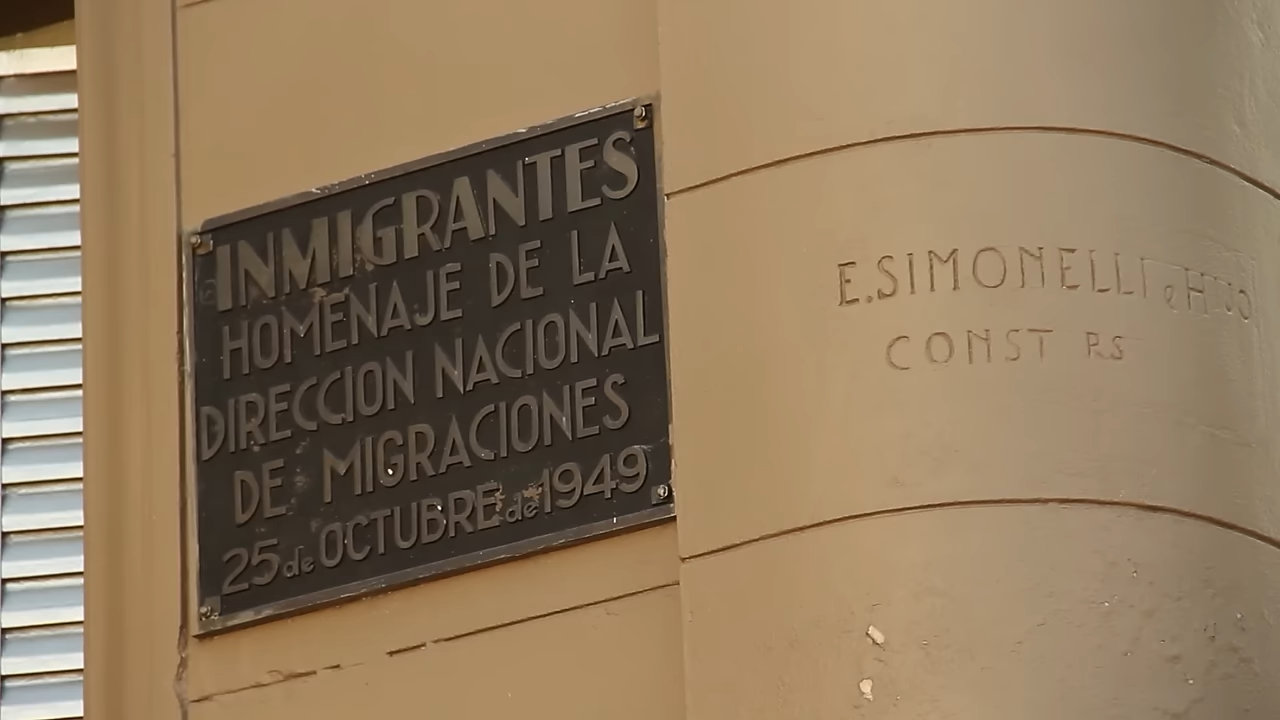 INMIGRANTES
HOMENAJE DE LA
DIRECCION NACIONAL
DE MIGRACIONES
25 de OCTUBRE de 1949
E. SIMONELLI e HIJO
CONST RS